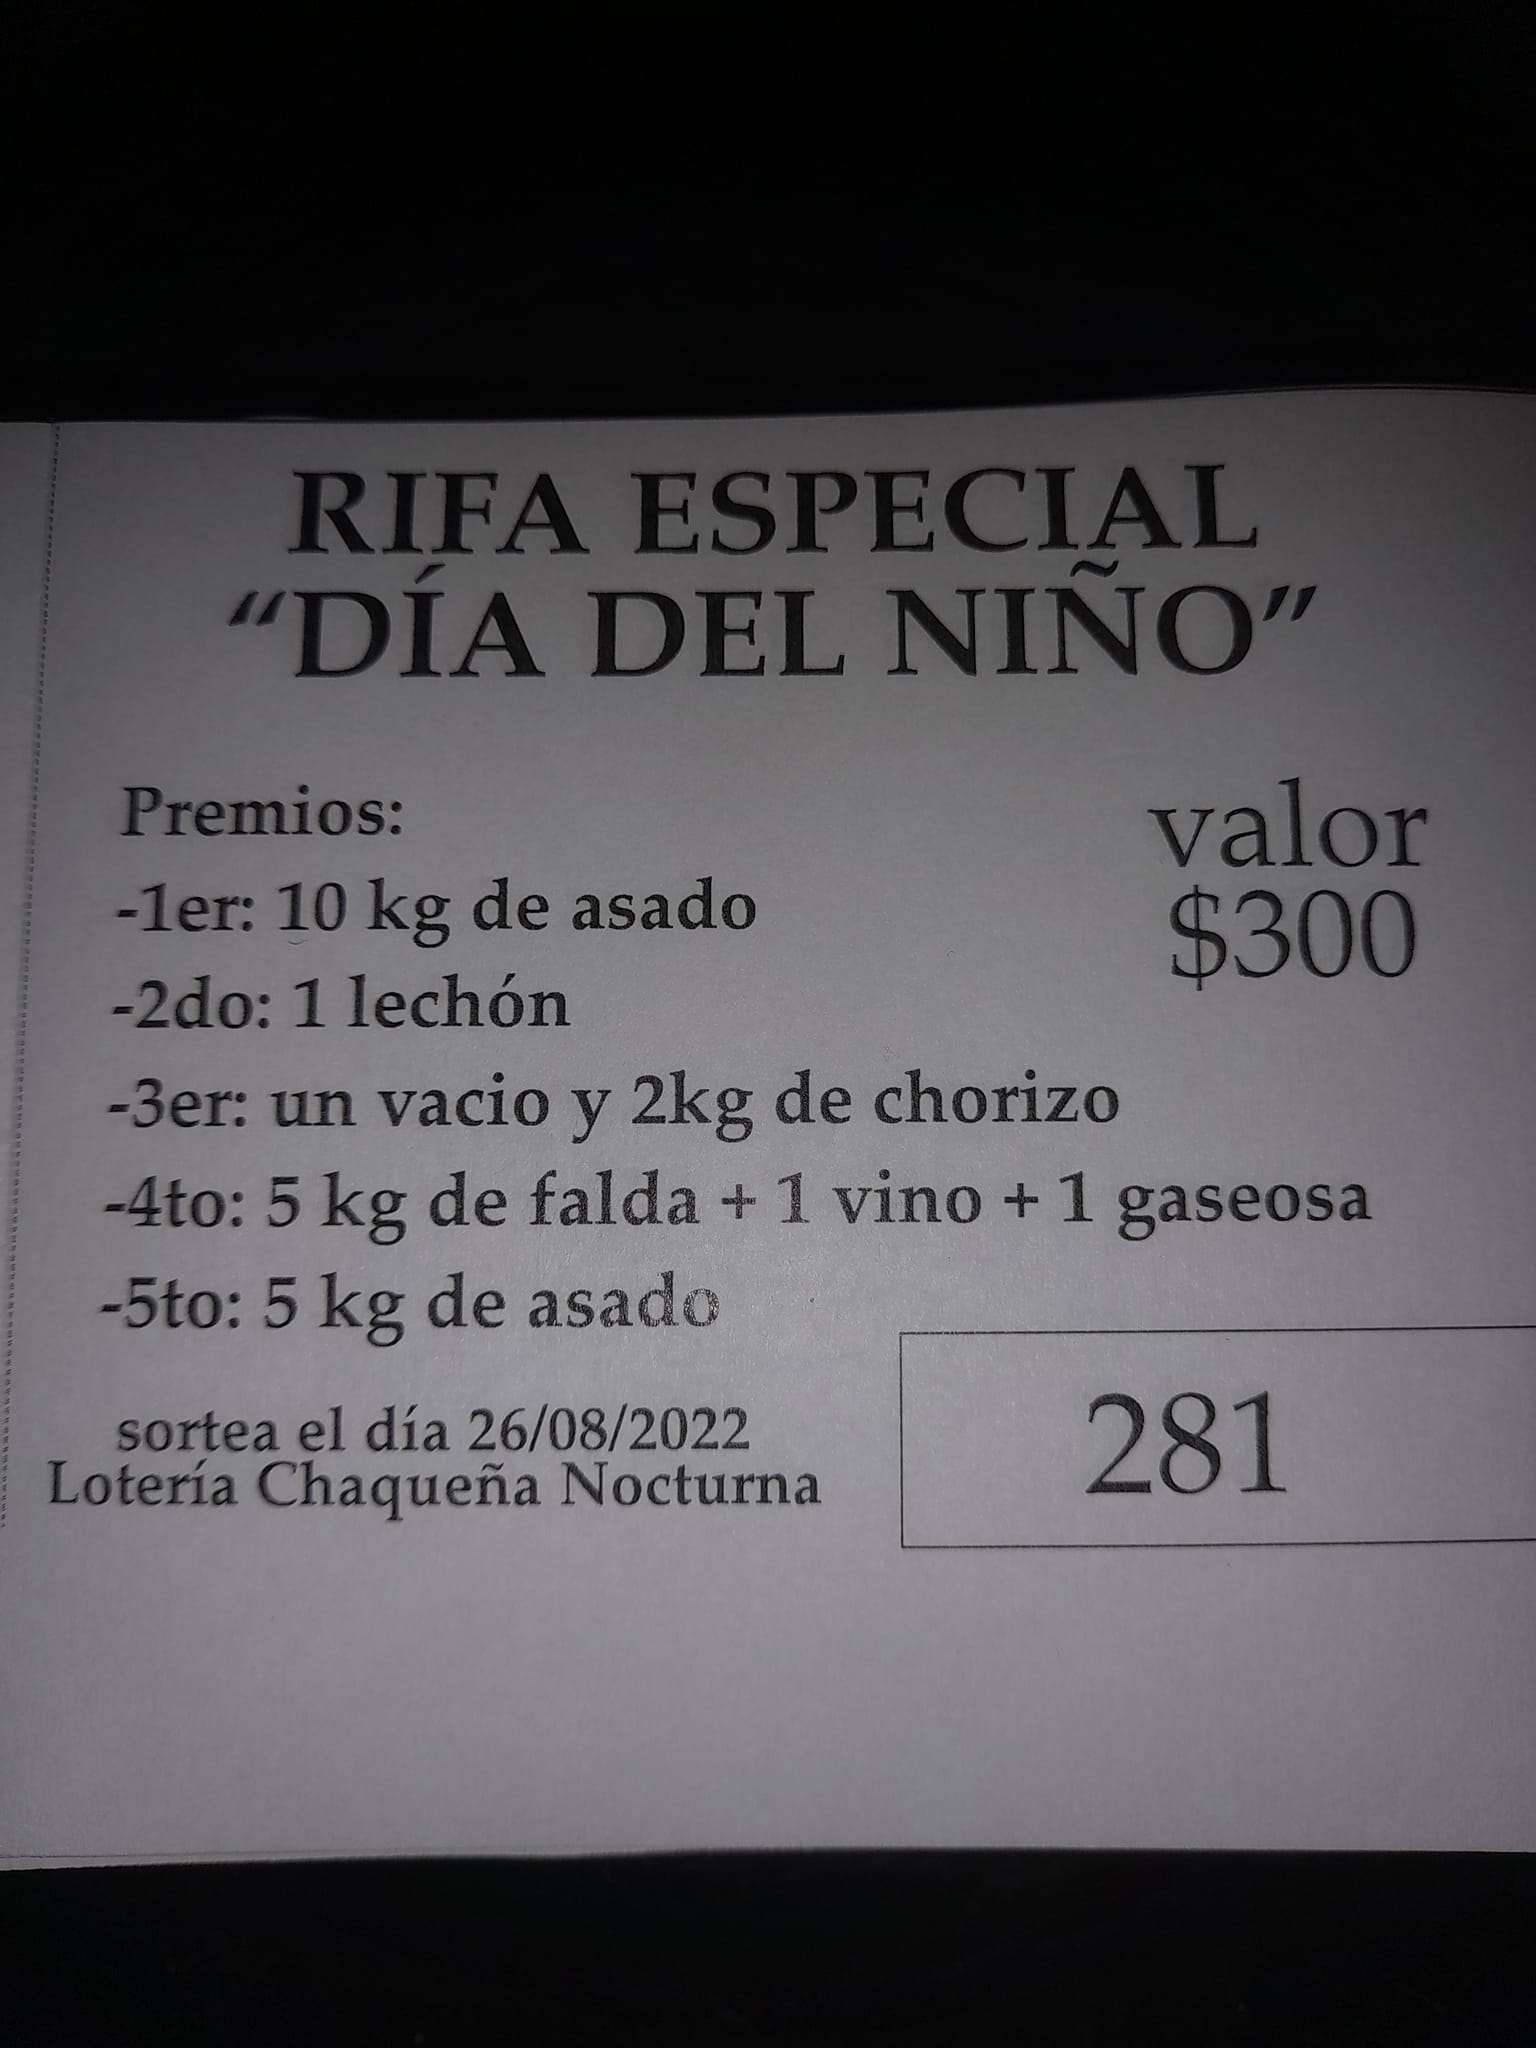 RIFA ESPECIAL
“DÍA DEL NIÑO”
Premios:
valor
$300
-1er: 10 kg de asado
-2do: 1 lechón
-3er: un vacio y 2kg de chorizo
-4to: 5 kg de falda + 1 vino + 1 gaseosa
-5to: 5 kg de asado
sortea el día 26/08/2022
Lotería Chaqueña Nocturna
281